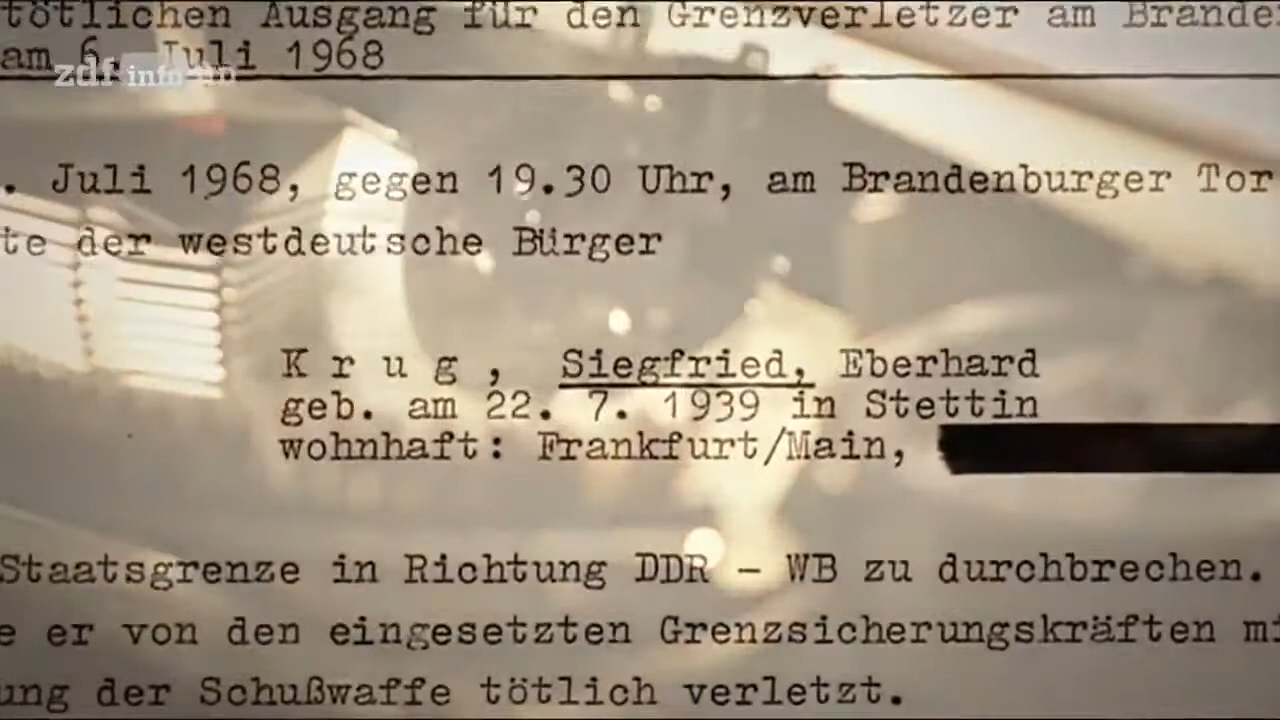 tötlichen Ausgang für den Grenzverletzer am Brande
am 6. Juli 1968
zdf info
. Juli 1968, gegen 19.30 Uhr, am Brandenburger Tor
te der westdeutsche Bürger
K r u g , Siegfried, Eberhard
geb. am 22. 7. 1939 in Stettin
wohnhaft: Frankfurt/Main,
Staatsgrenze in Richtung DDR - WB zu durchbrechen.
e er von den eingesetzten Grenzsicherungskräften mi
ung der Schußwaffe tötlich verletzt.